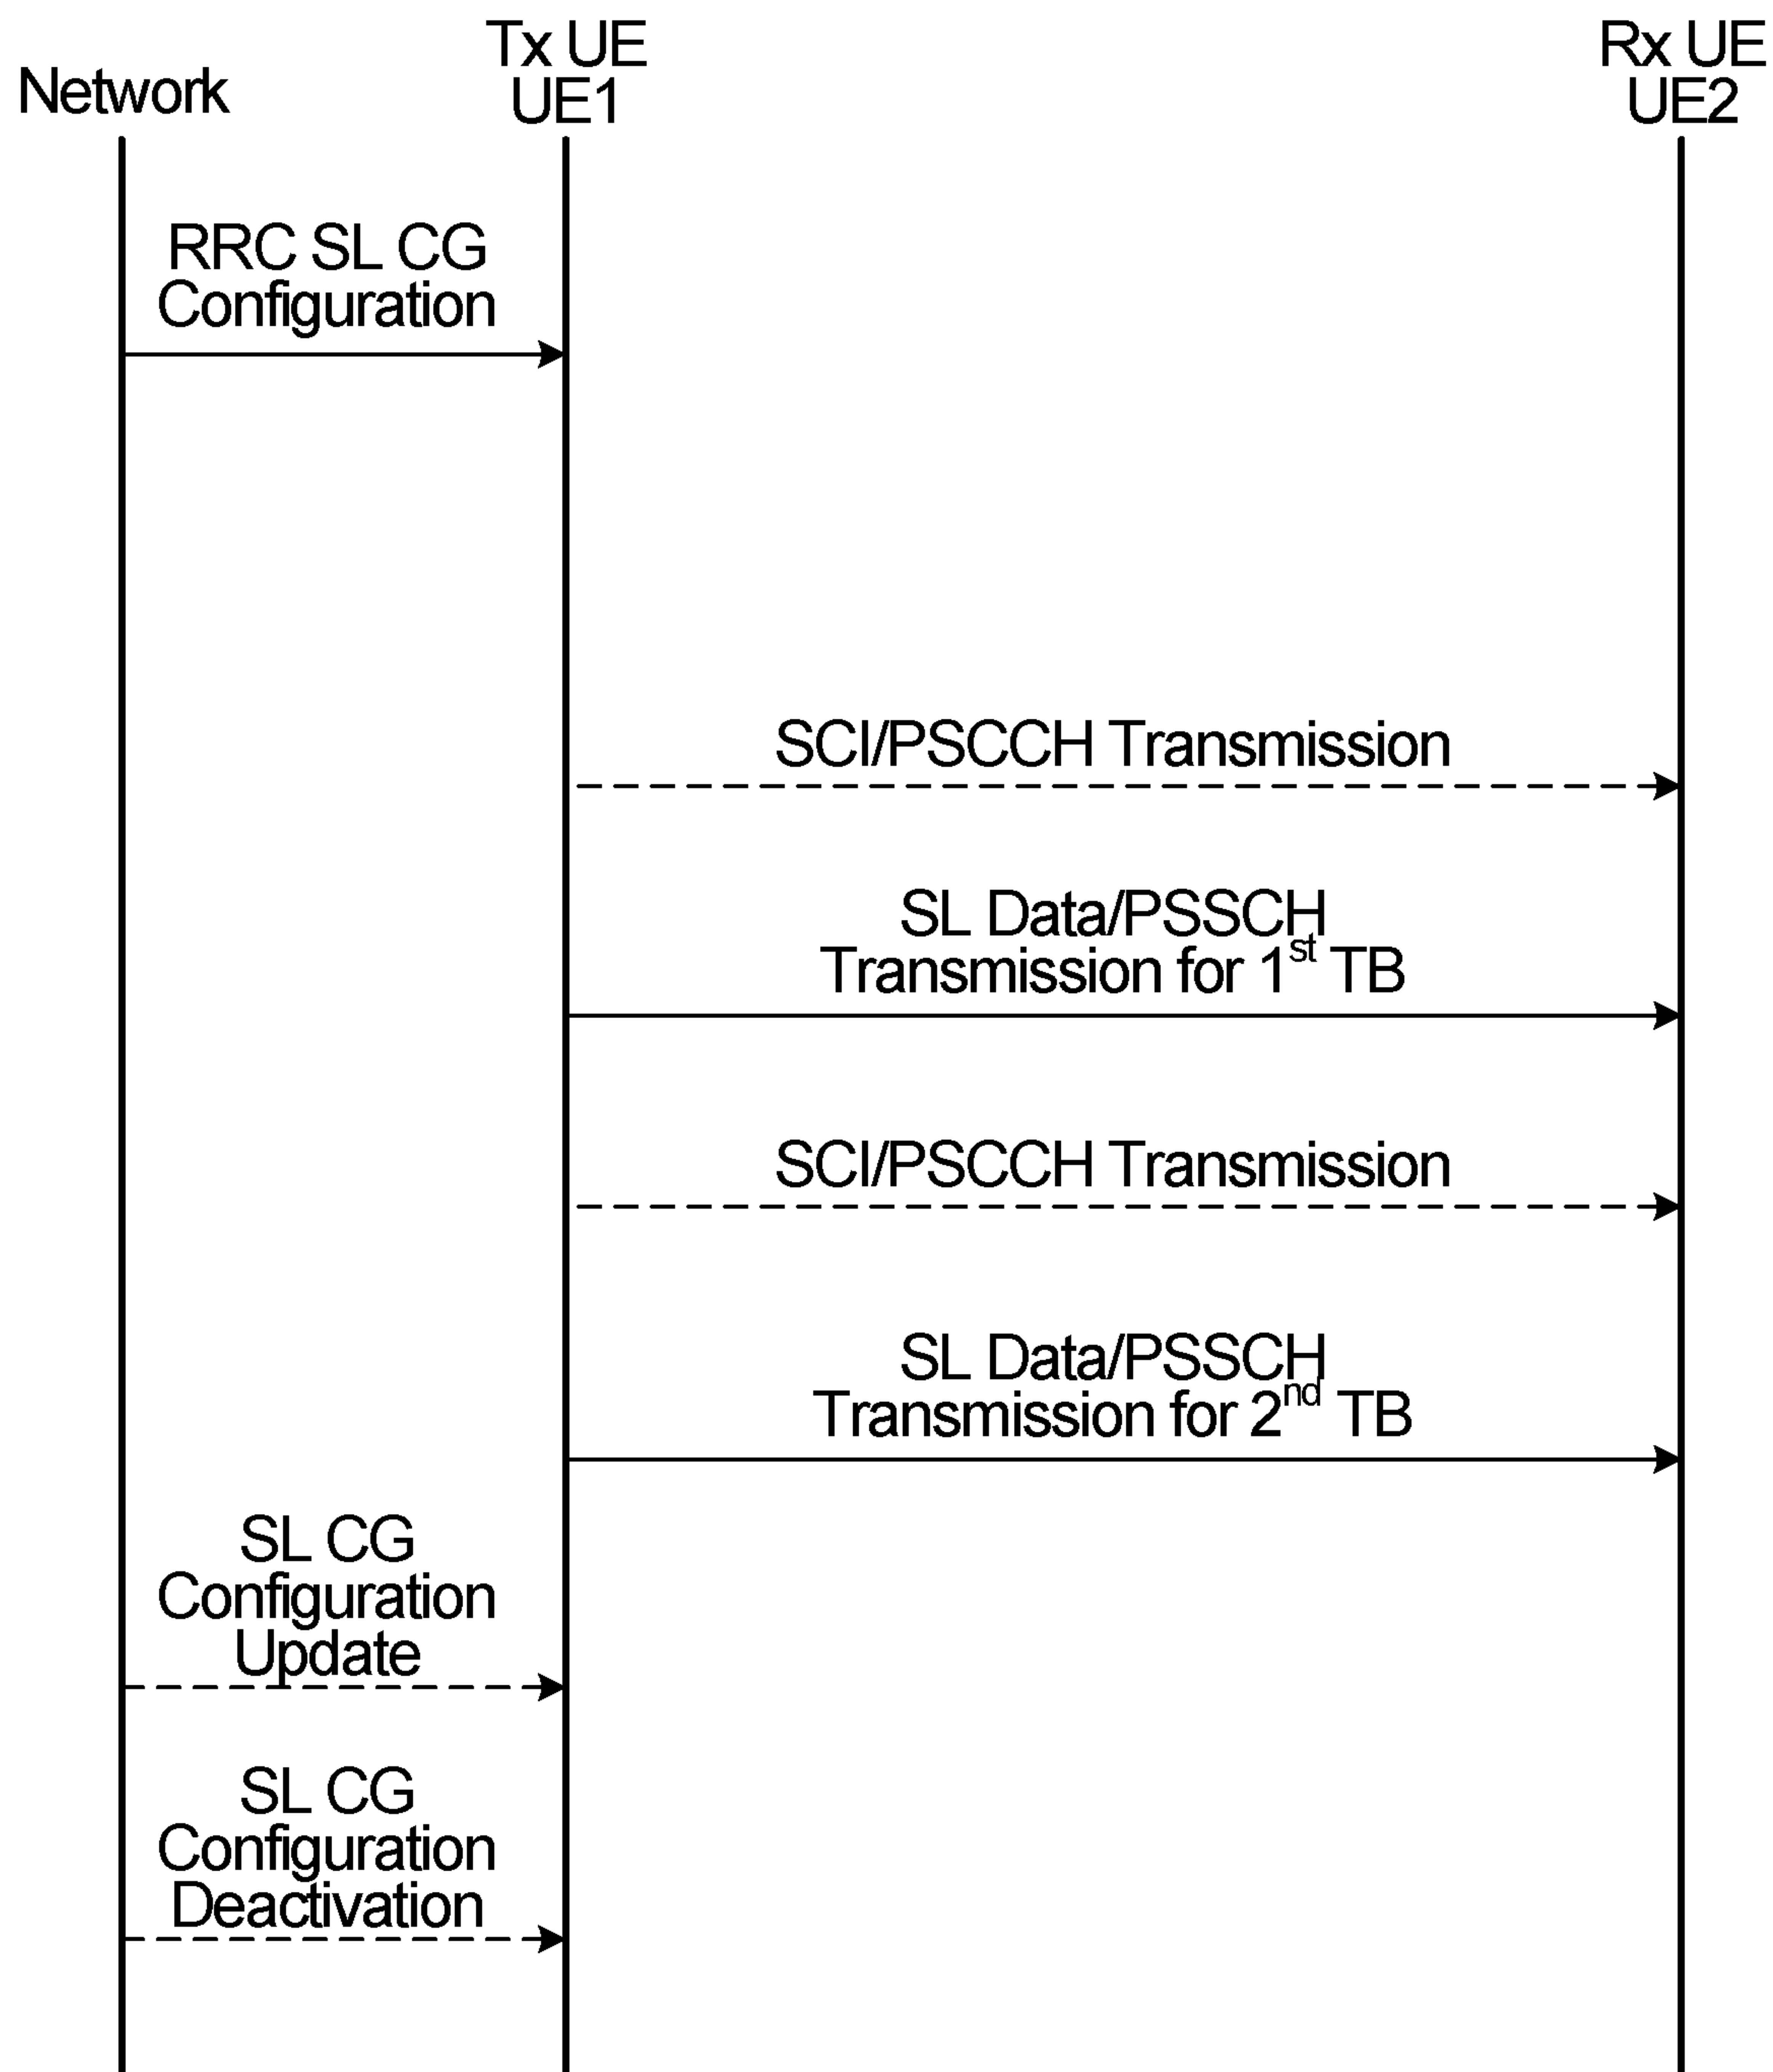 Network
Tx UE
UE1
Rx UE
UE2
RRC SL CG
Configuration
SCI/PSCCH Transmission
SL Data/PSSCH
Transmission for 1st TB
SCI/PSCCH Transmission
SL Data/PSSCH
Transmission for 2nd TB
SL CG
Configuration
Update
SL CG
Configuration
Deactivation